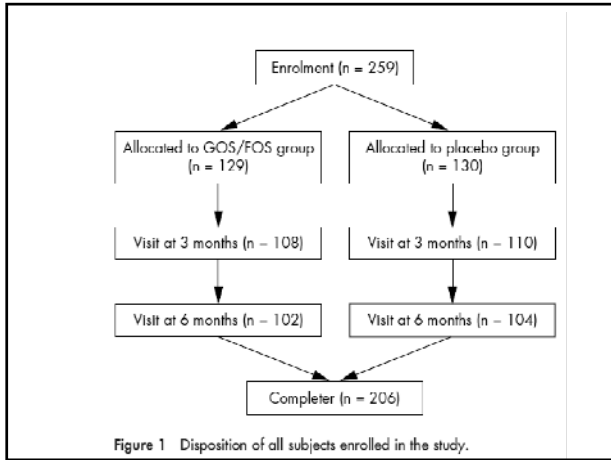 Enrolment (n = 259)
Allocated to GOS/FOS group
(n = 129)
Allocated to placebo group
(n = 130)
Visit at 3 months (n – 108)
Visit at 3 months (n – 110)
Visit at 6 months (n – 102)
Visit at 6 months (n – 104)
Completer (n = 206)
Figure 1 Disposition of all subjects enrolled in the study.